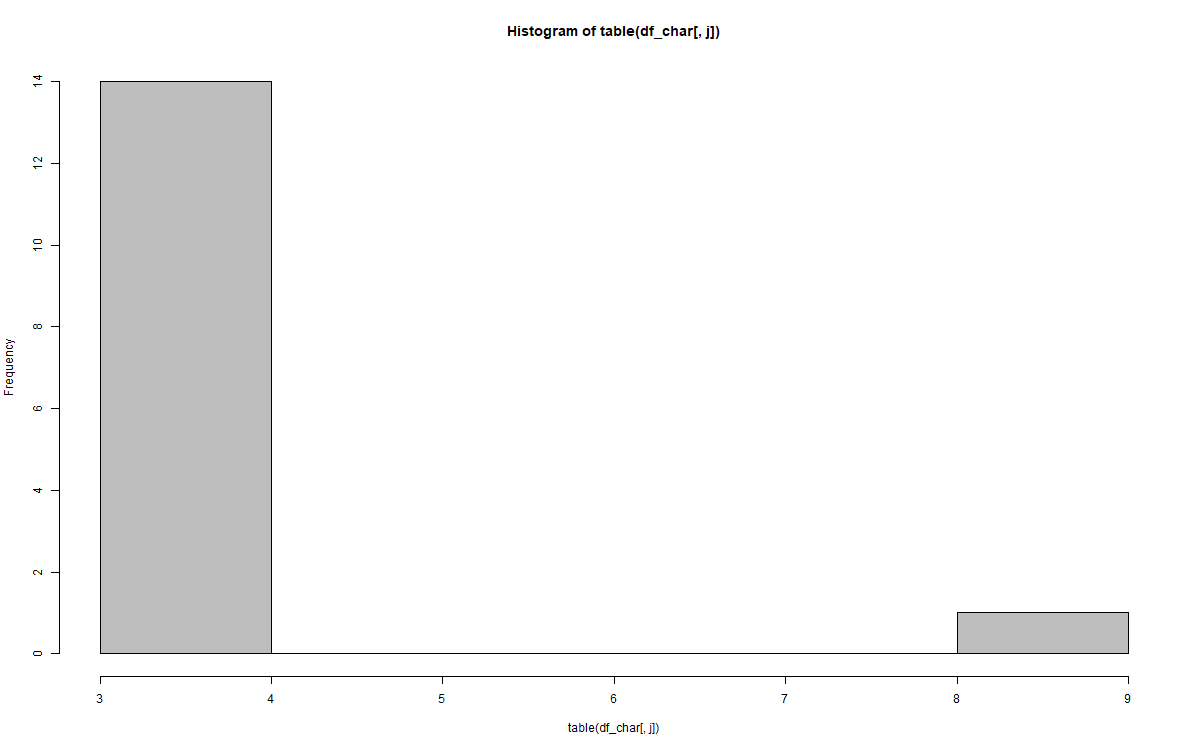 Histogram of table(df_char[, j])
14
12
10
8
6
4
2
0
Frequency
3 4 5 6 7 8 9
table(df_char[, j])